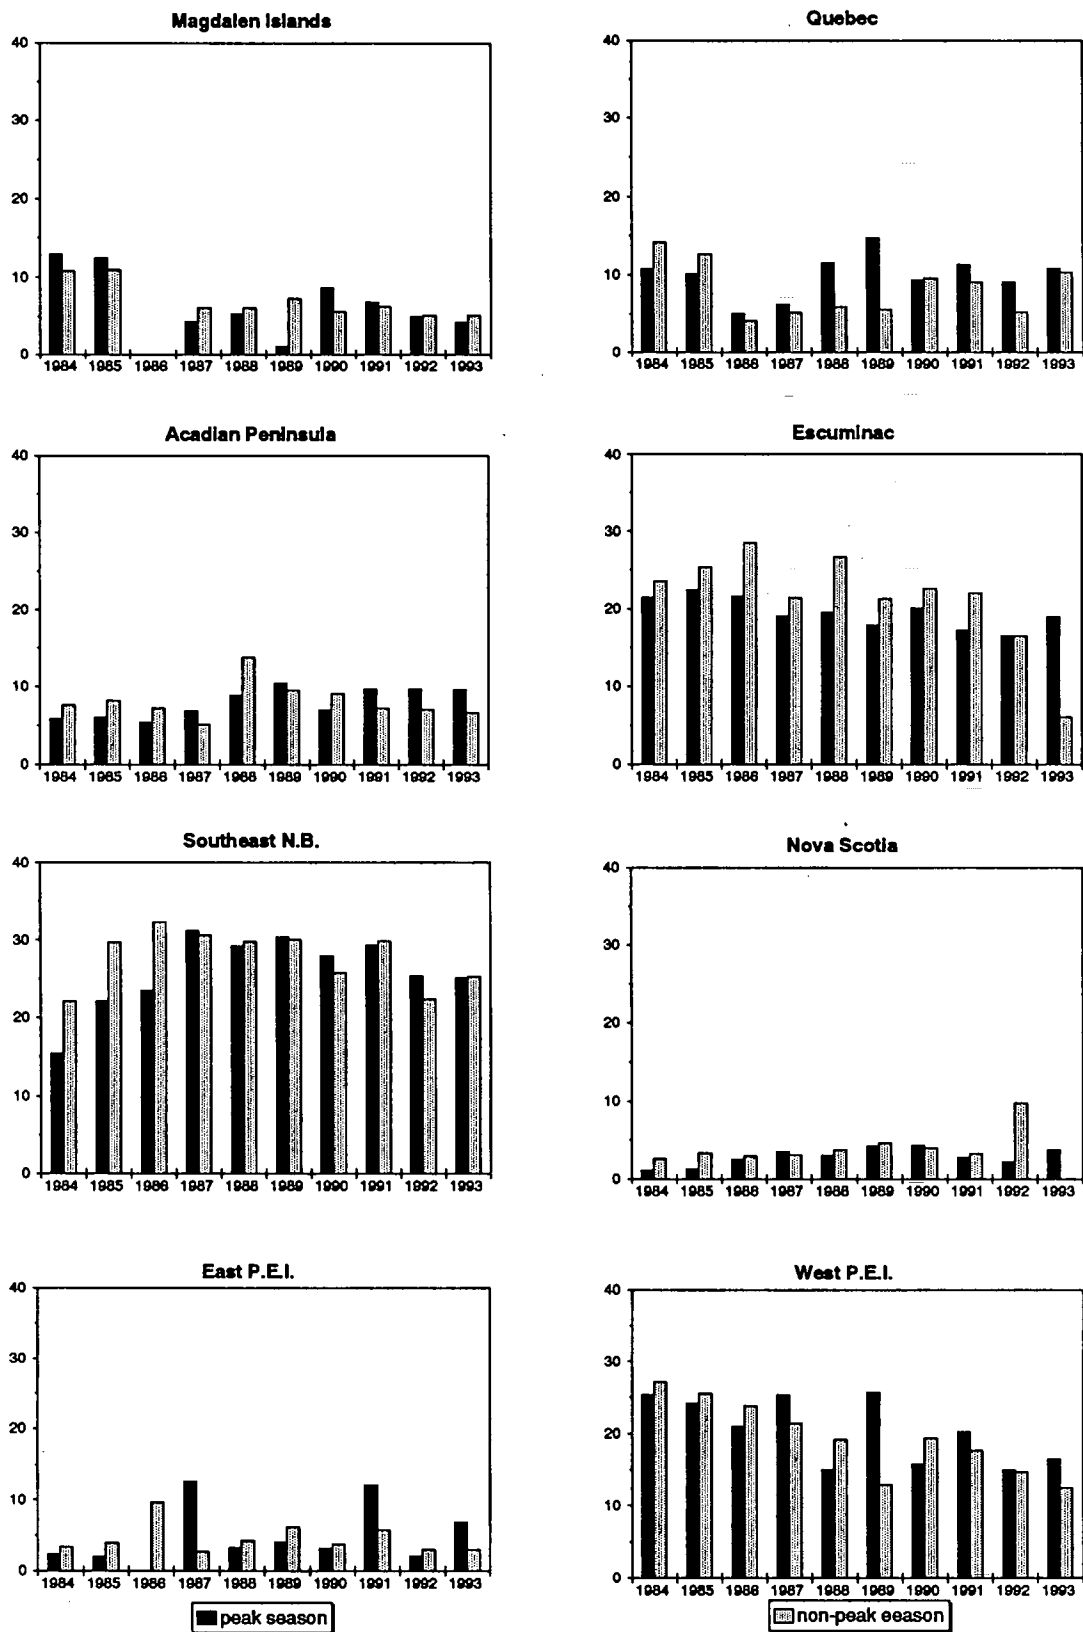 Magdalen Islands
40
30
20
10
0
1984 1985 1986 1987 1988 1989 1990 1991 1992 1993
Quebec
40
30
20
10
0
1984 1985 1986 1987 1988 1989 1990 1991 1992 1993
Acadian Peninsula
40
30
20
10
0
1984 1985 1986 1987 1988 1989 1990 1991 1992 1993
Escuminac
40
30
20
10
0
1984 1985 1986 1987 1988 1989 1990 1991 1992 1993
Southeast N.B.
40
30
20
10
0
1984 1985 1986 1987 1988 1989 1990 1991 1992 1993
Nova Scotia
40
30
20
10
0
1984 1985 1986 1987 1988 1989 1990 1991 1992 1993
East P.E.I.
40
30
20
10
0
1984 1985 1986 1987 1988 1989 1990 1991 1992 1993
peak season
West P.E.I.
40
30
20
10
0
1984 1985 1986 1987 1988 1989 1990 1991 1992 1993
non-peak eeason